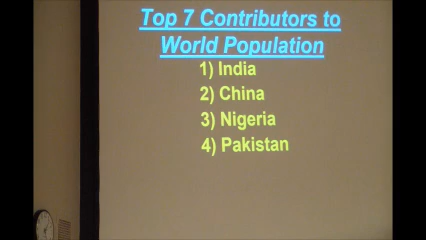 Top 7 Contributors to
World Population
1) India
2) China
3) Nigeria
4) Pakistan